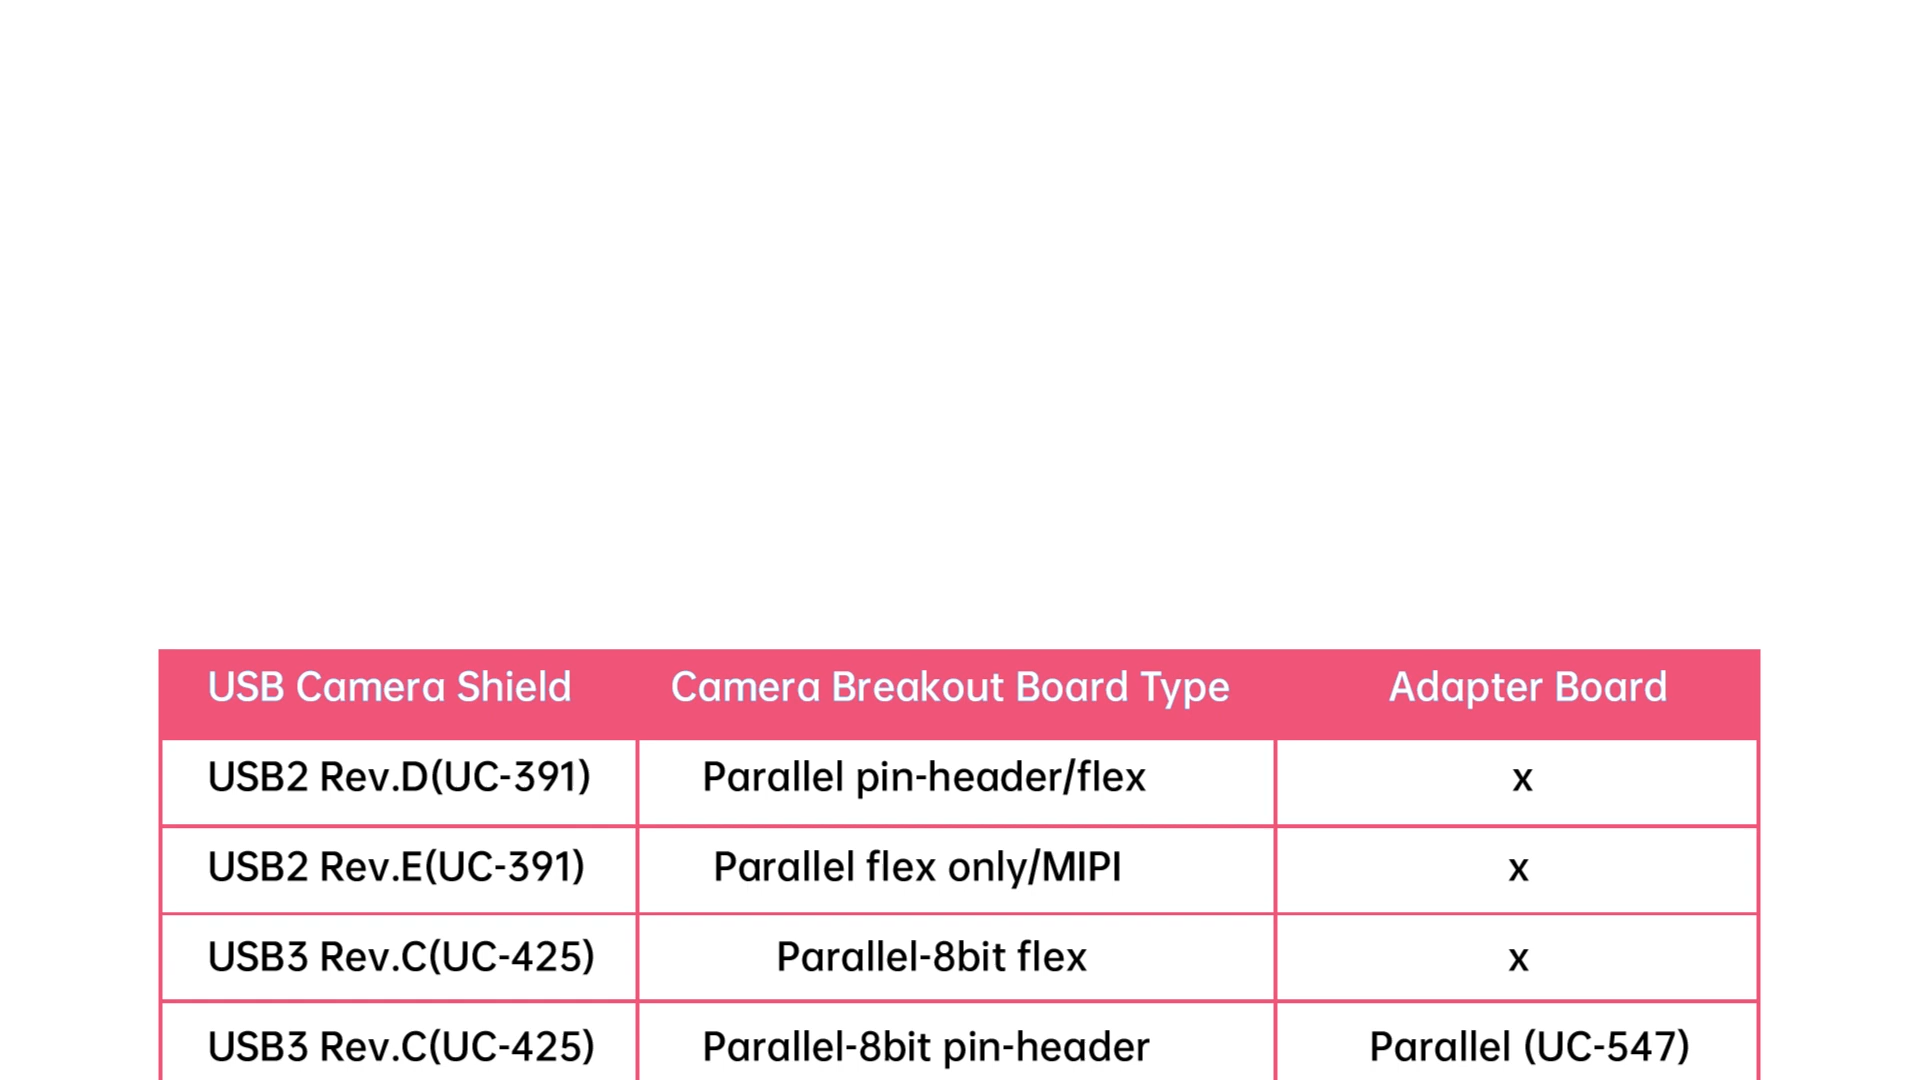 USB Camera Shield Camera Breakout Board Type Adapter Board
USB2 Rev.D(UC-391) Parallel pin-header/flex x
USB2 Rev.E(UC-391) Parallel flex only/MIPI x
USB3 Rev.C(UC-425) Parallel-8bit flex x
USB3 Rev.C(UC-425) Parallel-8bit pin-header Parallel (UC-547)